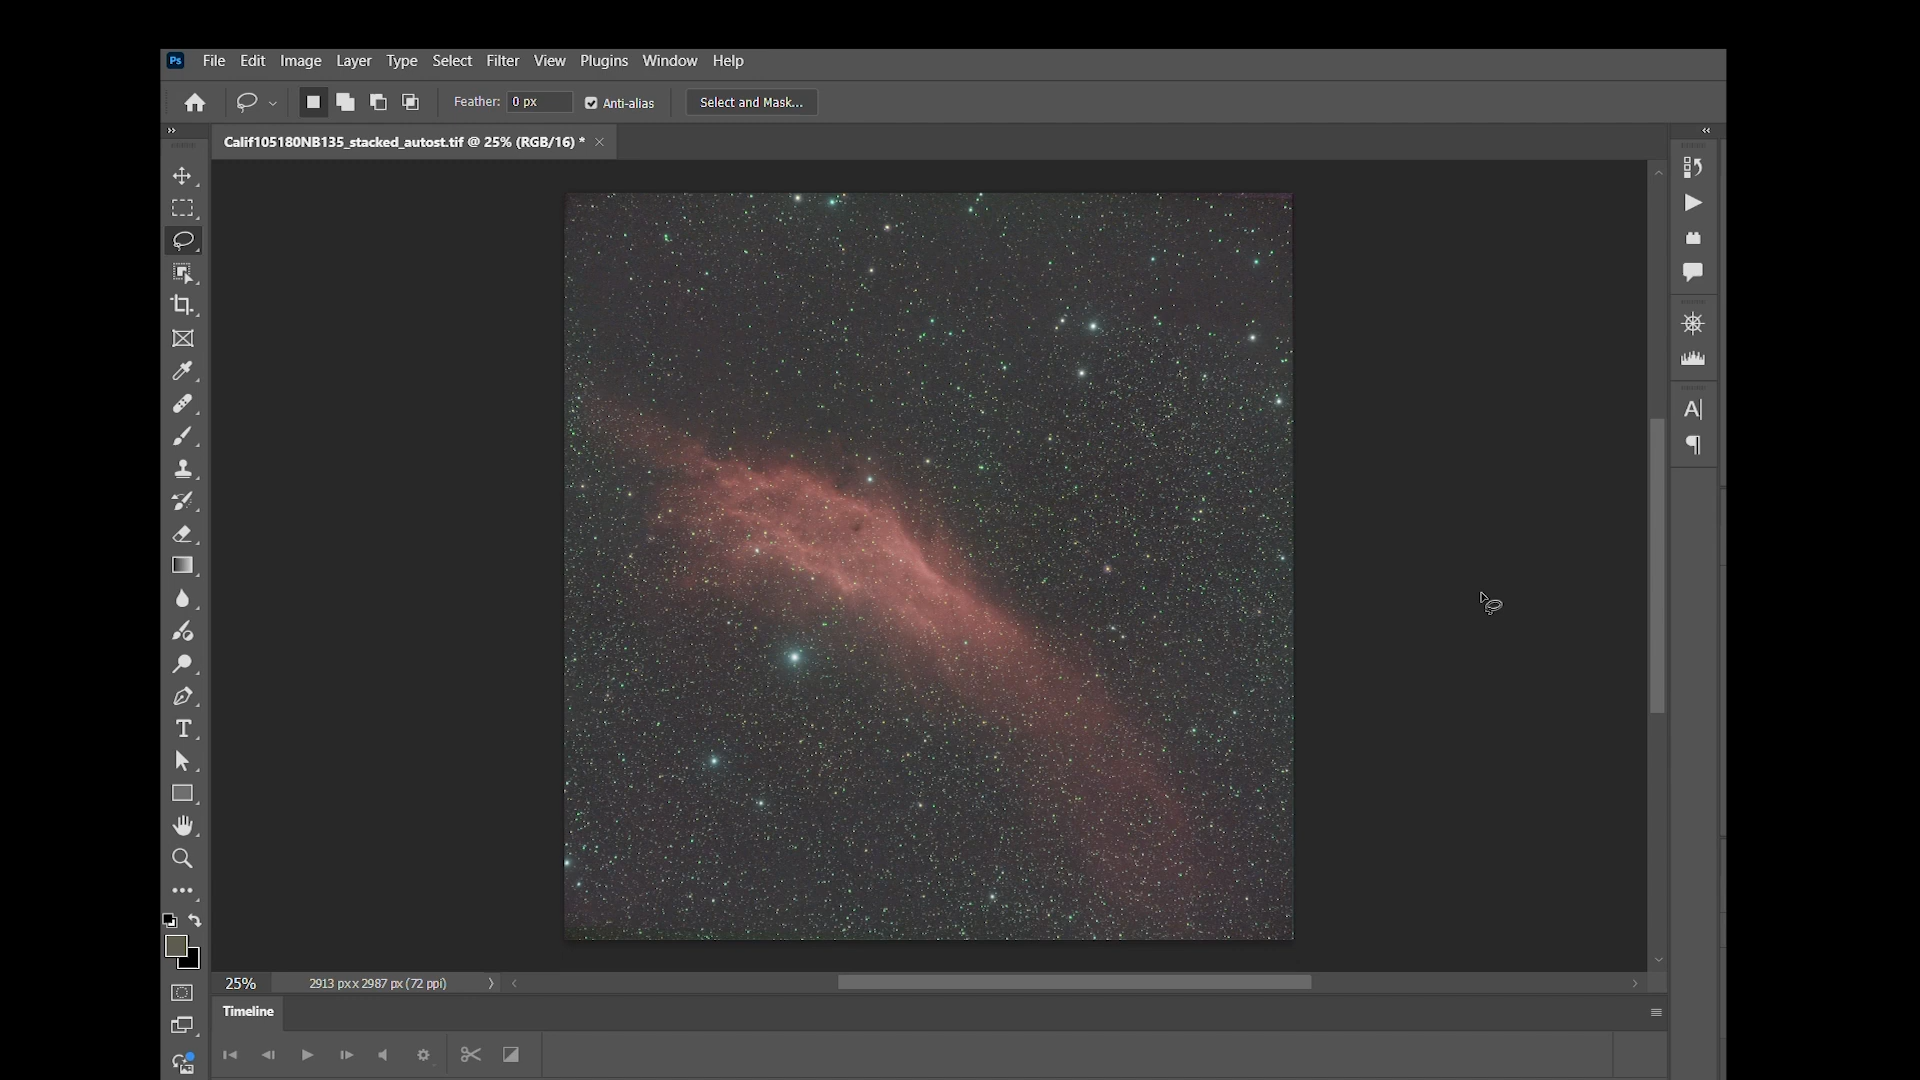 Ps File Edit Image Layer Type Select Filter View Plugins Window Help
Feather: 0 px Anti-alias Select and Mask...
Calif105180NB135_stacked_autost.tif @ 25% (RGB/16) *
25% 2913 px x 2987 px (72 ppi)
Timeline